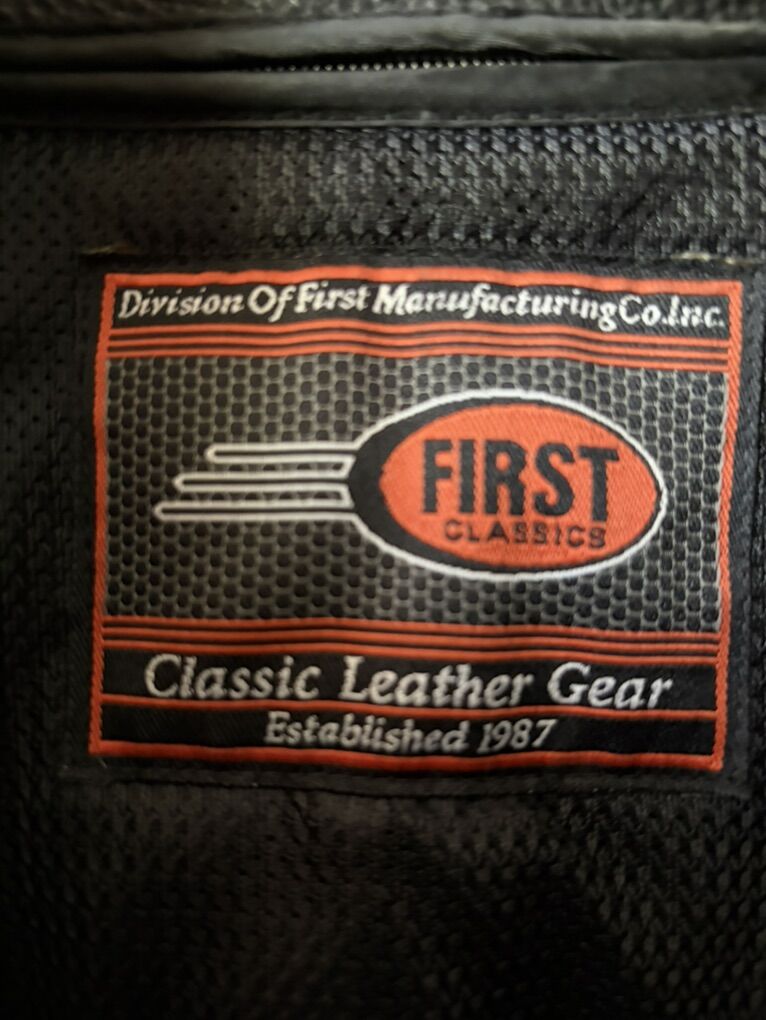 Division Of First Manufacturing Co.Inc.
FIRST
CLASSICS
Classic Leather Gear
Established 1987